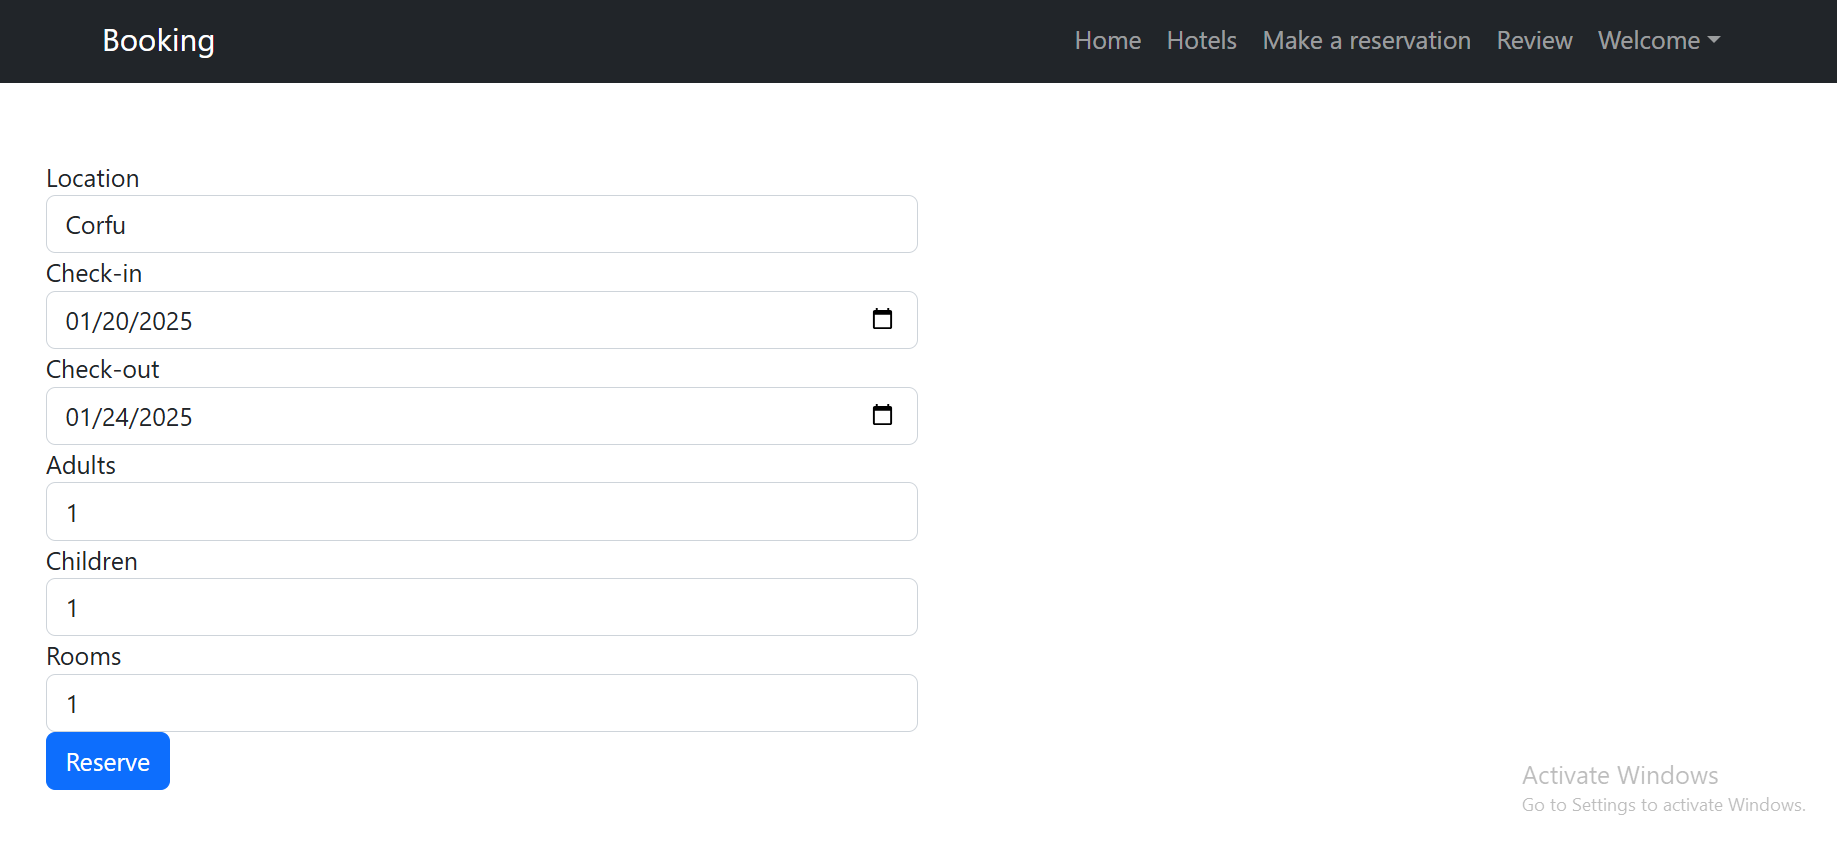 Booking Home Hotels Make a reservation Review Welcome
Location
Corfu
Check-in
01/20/2025
Check-out
01/24/2025
Adults
1
Children
1
Rooms
1
Reserve
Activate Windows
Go to Settings to activate Windows.